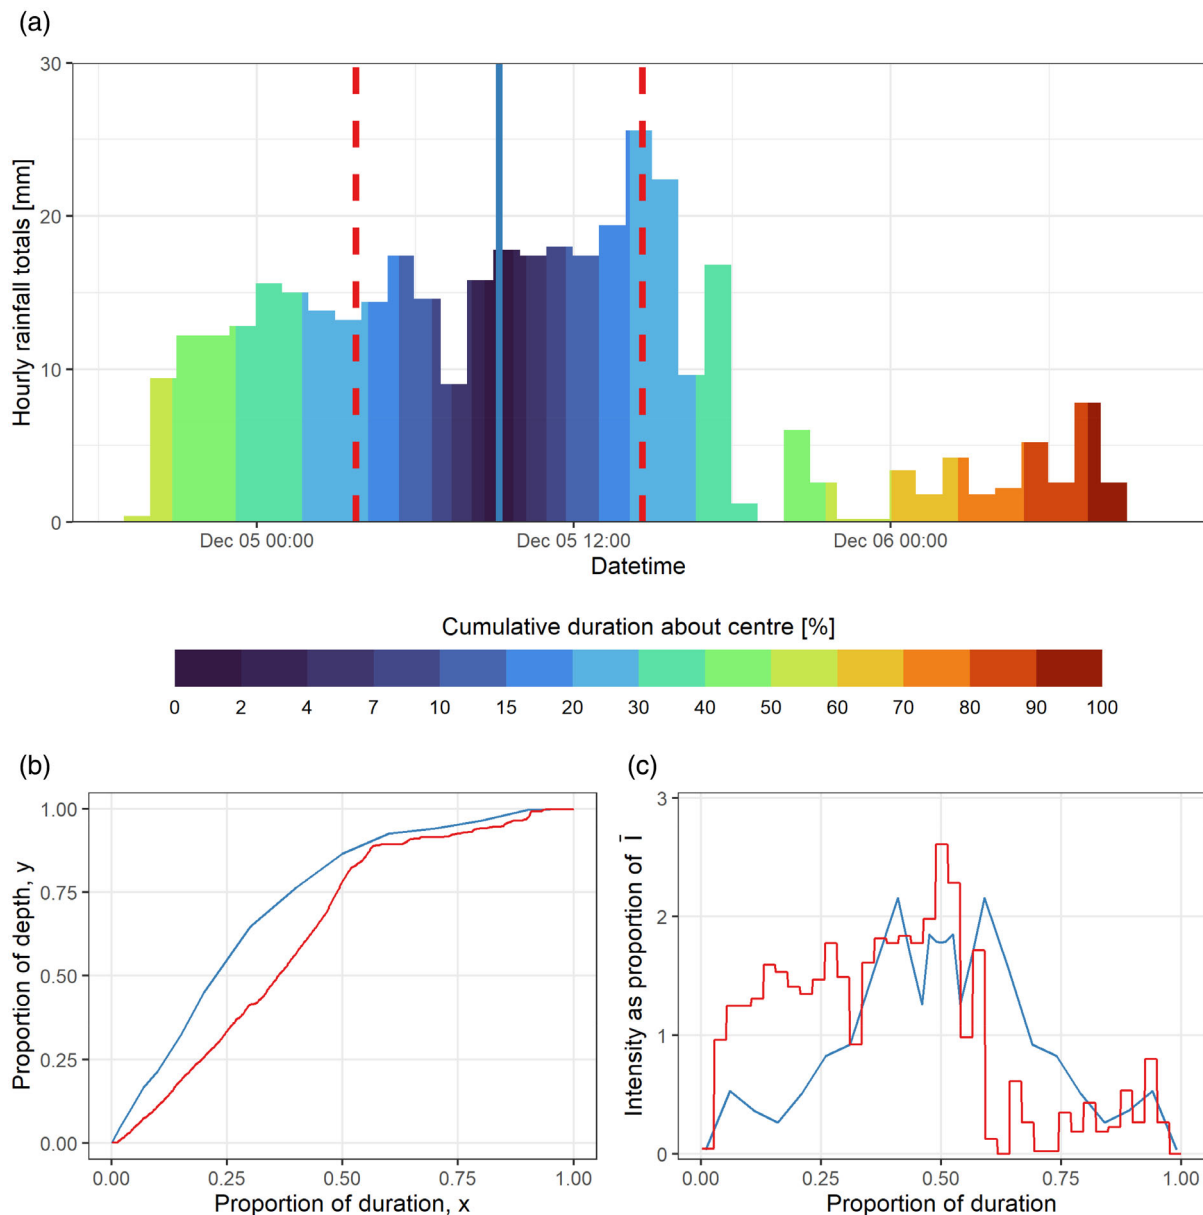 (a)
Hourly rainfall totals [mm]
30
20
10
0
Dec 05 00:00
Dec 05 12:00
Dec 06 00:00
Datetime
Cumulative duration about centre [%]
0 2 4 7 10 15 20 30 40 50 60 70 80 90 100
(b)
Proportion of depth, y
1.00
0.75
0.50
0.25
0.00
0.00 0.25 0.50 0.75 1.00
Proportion of duration, x
(c)
Intensity as proportion of Ī
3
2
1
0
0.00 0.25 0.50 0.75 1.00
Proportion of duration